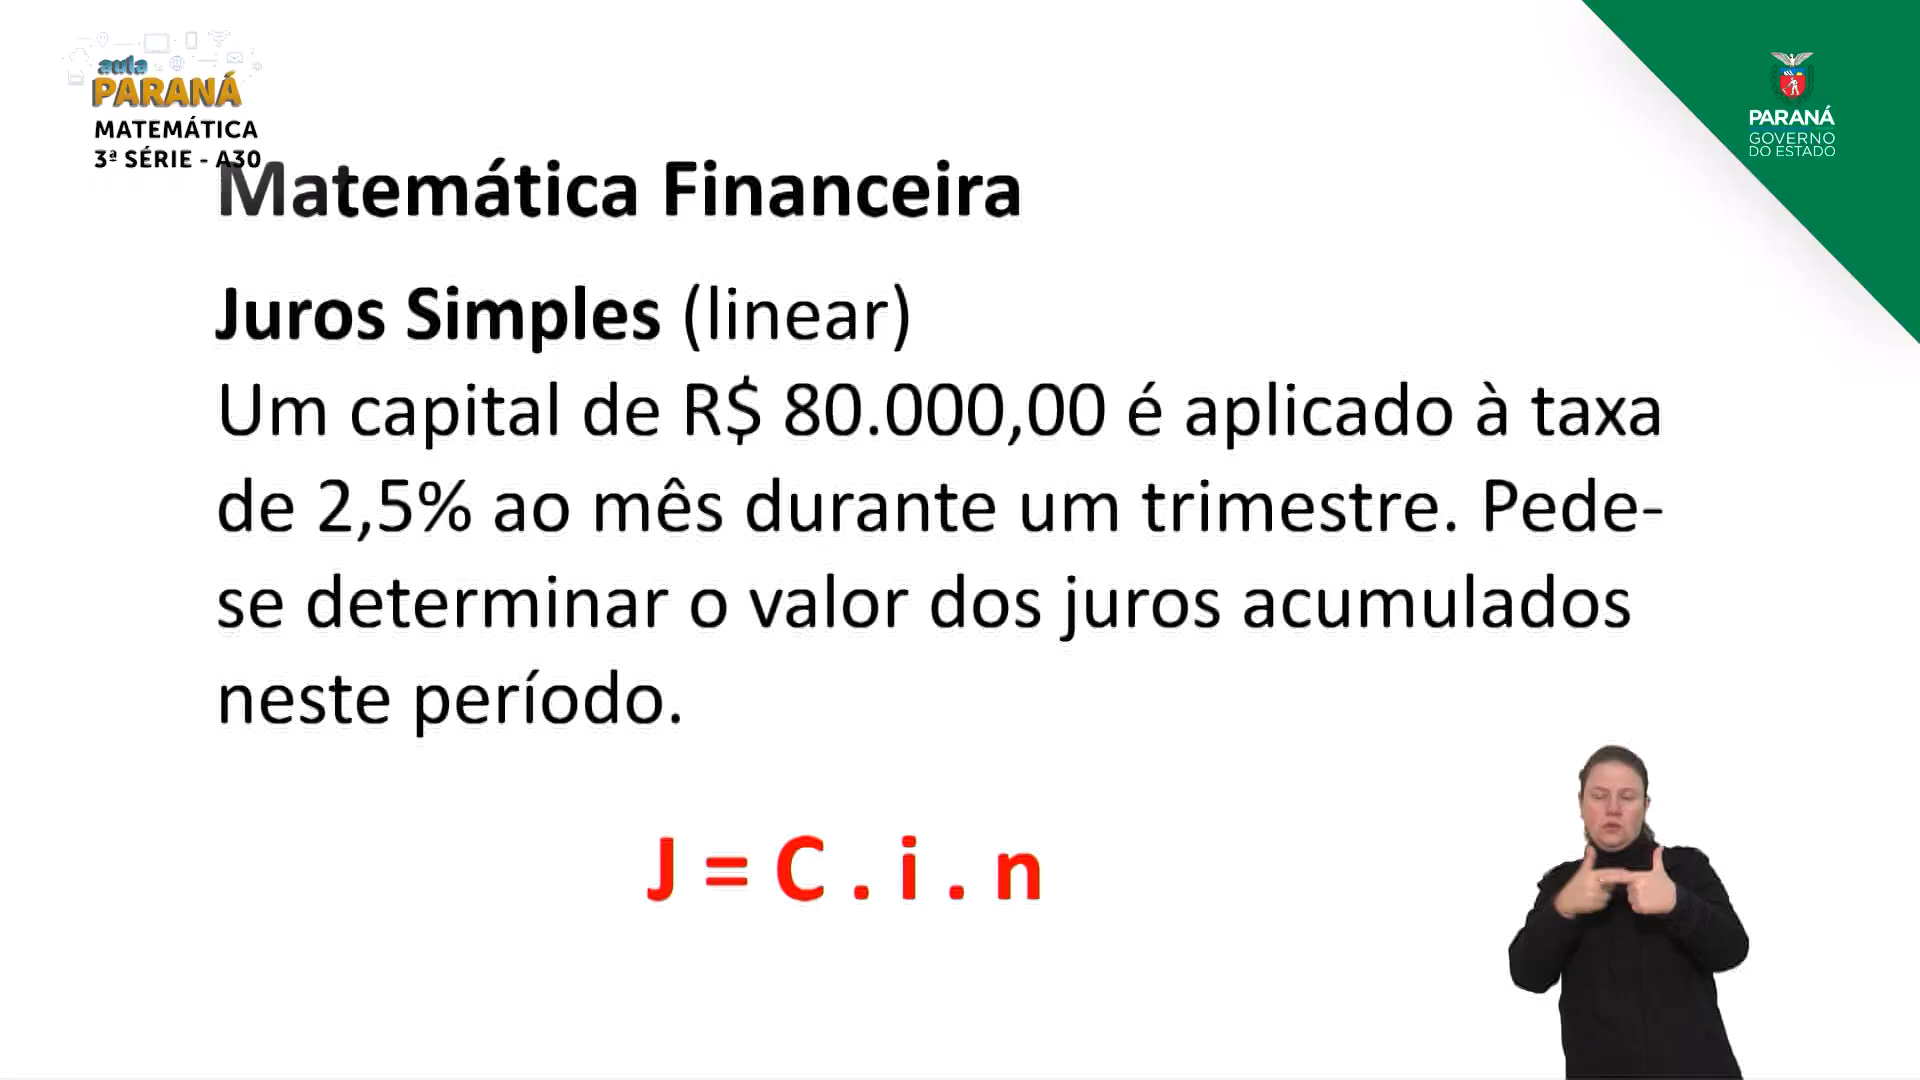 aula
PARANÁ
MATEMÁTICA
3ª SÉRIE - A30
PARANÁ
GOVERNO
DO ESTADO
Matemática Financeira
Juros Simples (linear)
Um capital de R$ 80.000,00 é aplicado à taxa
de 2,5% ao mês durante um trimestre. Pede-
se determinar o valor dos juros acumulados
neste período.
J = C . i . n